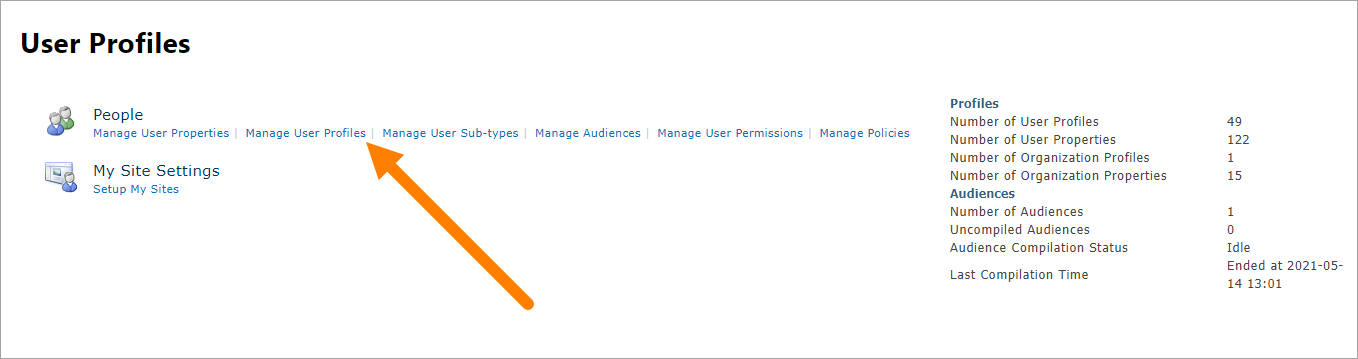 User Profiles
People
Manage User Properties | Manage User Profiles | Manage User Sub-types | Manage Audiences | Manage User Permissions | Manage Policies
My Site Settings
Setup My Sites
Profiles
Number of User Profiles 49
Number of User Properties 122
Number of Organization Profiles 1
Number of Organization Properties 15
Audiences
Number of Audiences 1
Uncompiled Audiences 0
Audience Compilation Status Idle
Last Compilation Time Ended at 2021-05-
14 13:01